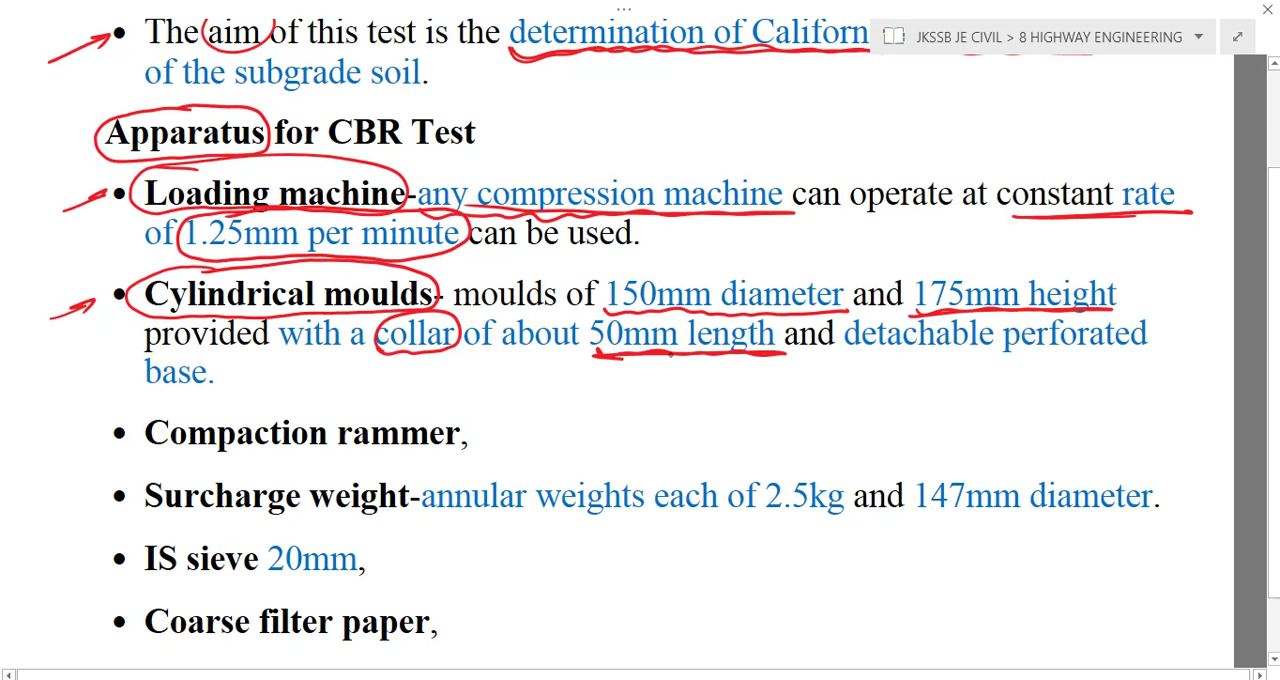 ...
• The aim of this test is the determination of Californ
JKSSB JE CIVIL > 8 HIGHWAY ENGINEERING
of the subgrade soil.
Apparatus for CBR Test
• Loading machine-any compression machine can operate at constant rate
of 1.25mm per minute can be used.
• Cylindrical moulds- moulds of 150mm diameter and 175mm height
provided with a collar of about 50mm length and detachable perforated
base.
• Compaction rammer,
• Surcharge weight-annular weights each of 2.5kg and 147mm diameter.
• IS sieve 20mm,
• Coarse filter paper,